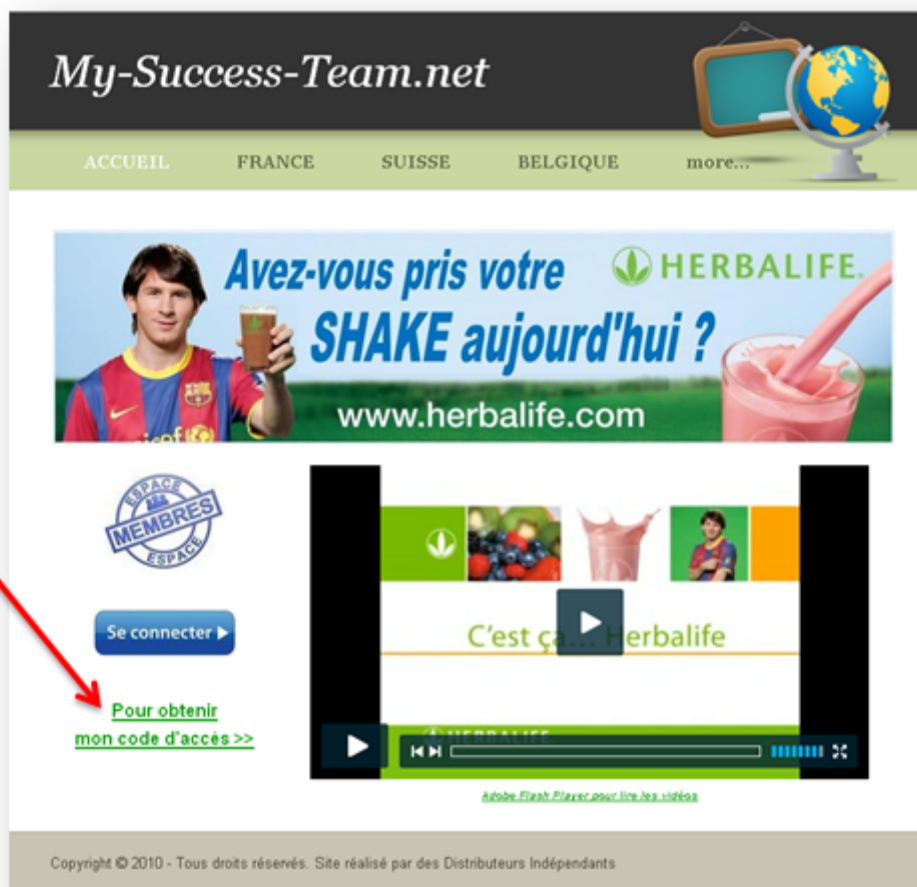 My-Success-Team.net
ACCUEIL FRANCE SUISSE BELGIQUE more...
Avez-vous pris votre
HERBALIFE.
SHAKE aujourd'hui ?
www.herbalife.com
ESPACE
MEMBRES
ESPACE
Se connecter
C'est ça... Herbalife
Pour obtenir
mon code d'accès >>
HERBALIFE
Adobe Flash Player pour lire les vidéos
Copyright © 2010 - Tous droits réservés. Site réalisé par des Distributeurs Indépendants